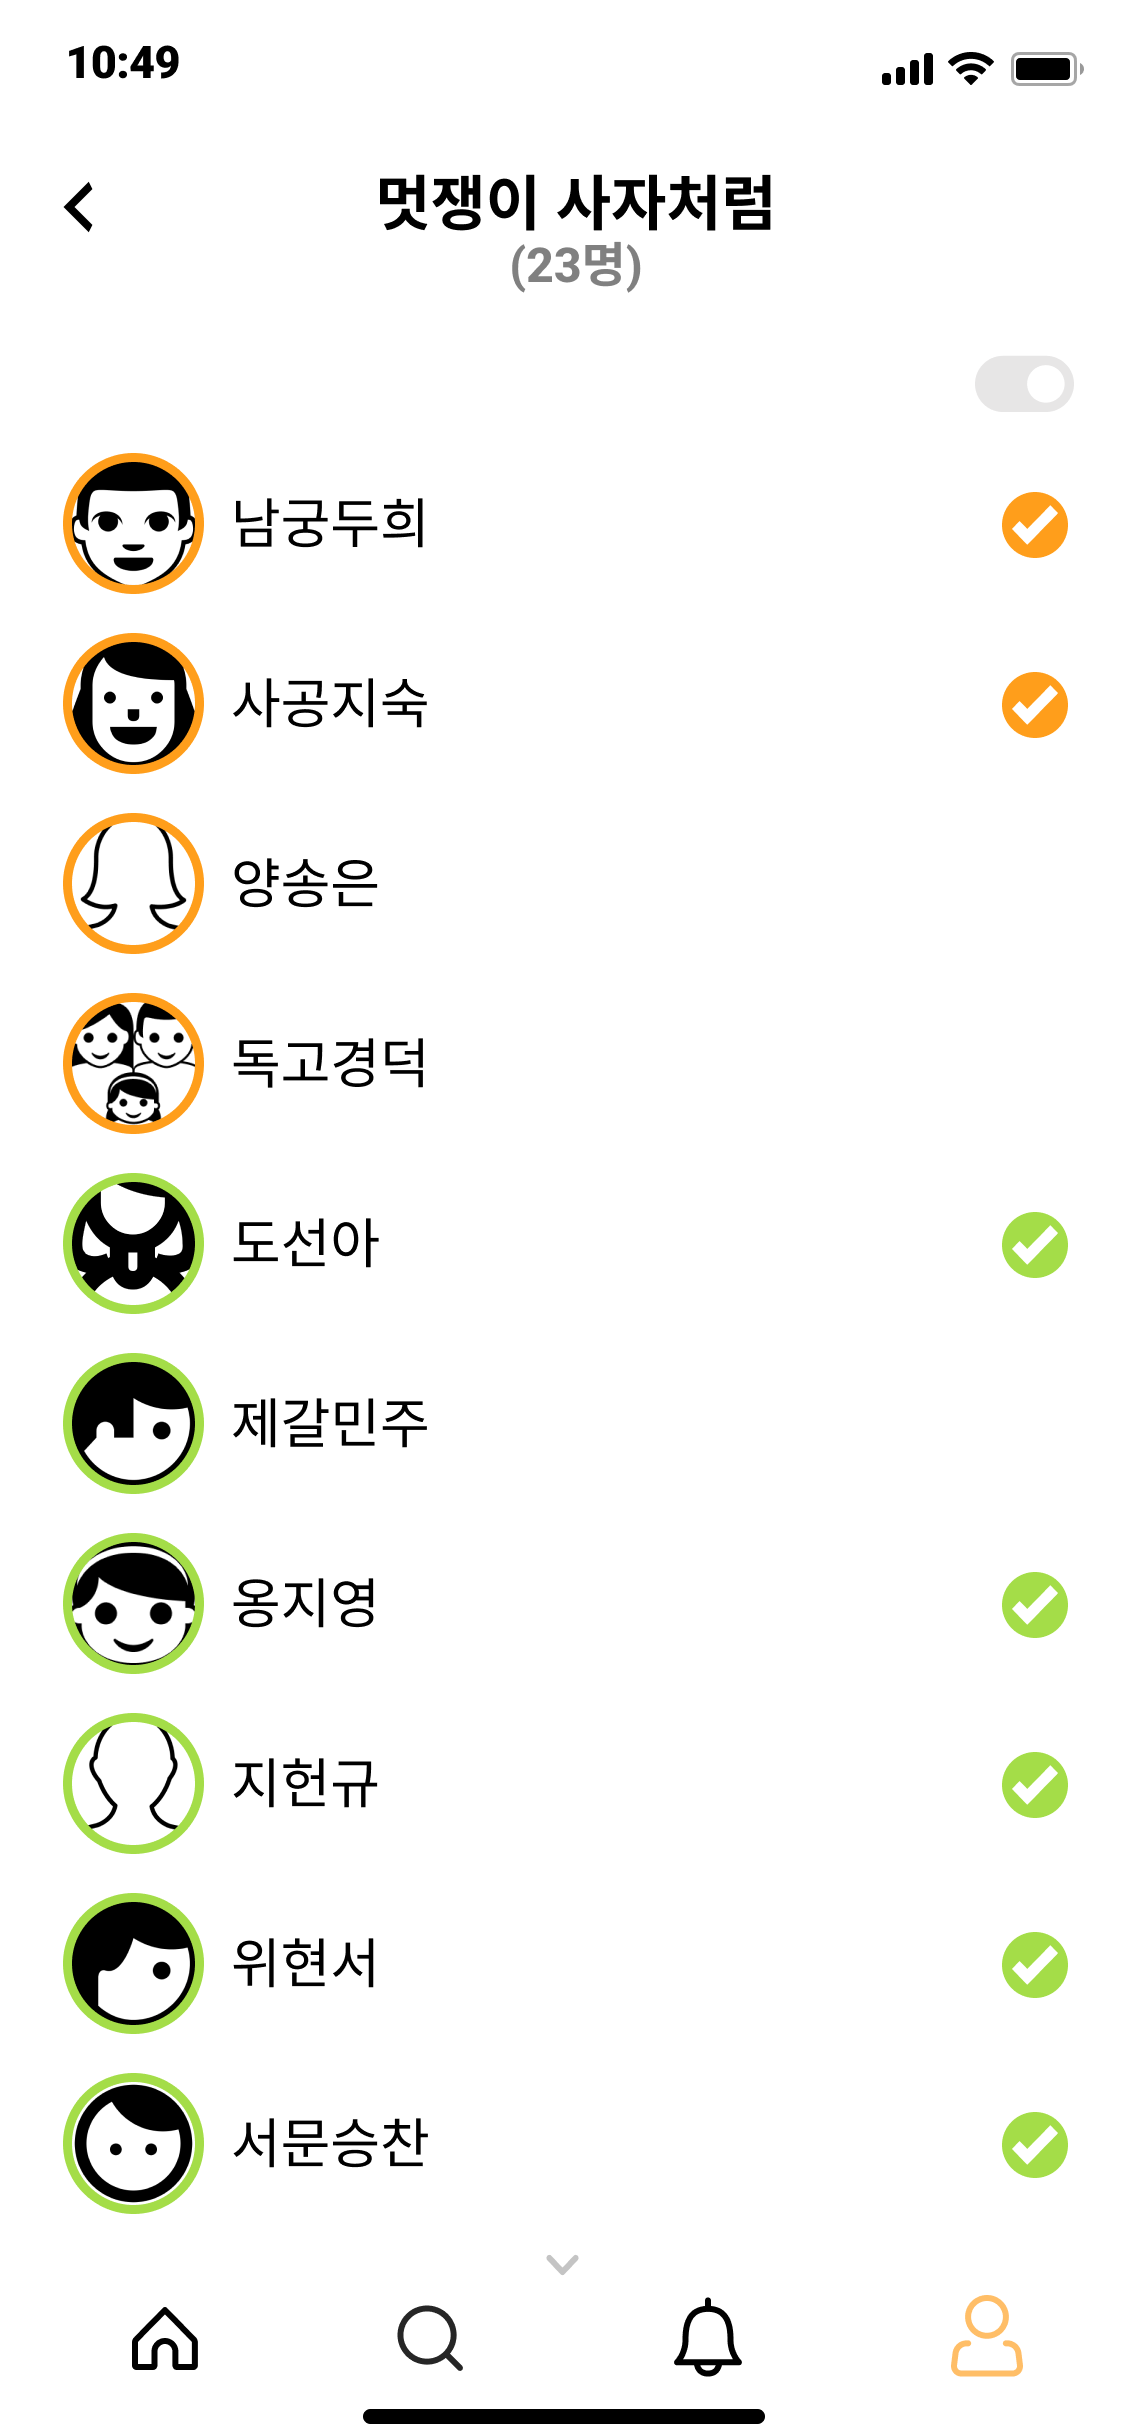 10:49
멋쟁이 사자처럼
(23명)
남궁두희
사공지숙
양송은
독고경덕
도선아
제갈민주
옹지영
지헌규
위현서
서문승찬